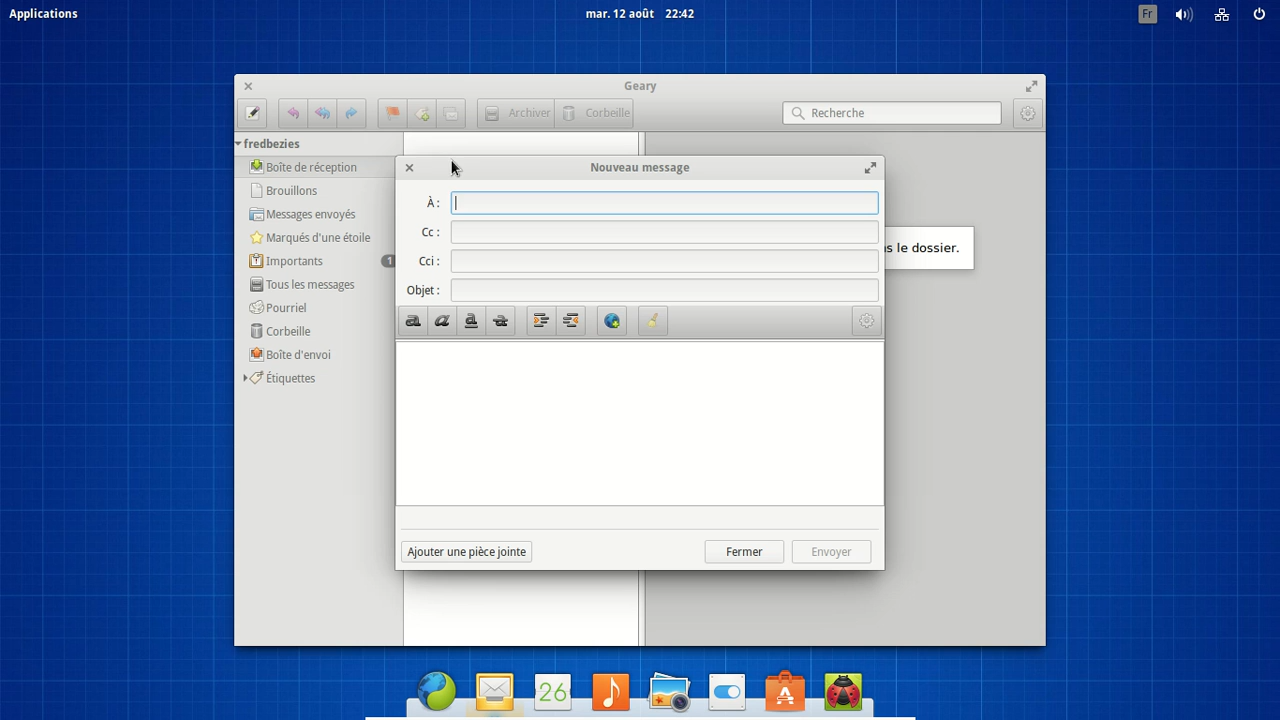 Applications
mar. 12 août 22:42
Fr
Geary
Archiver
Corbeille
Recherche
fredbezies
Boîte de réception
Brouillons
Messages envoyés
Marqués d'une étoile
Importants
1
Tous les messages
Pourriel
Corbeille
Boîte d'envoi
Étiquettes
Nouveau message
À :
Cc :
Cci :
Objet :
a a a a
le dossier.
Ajouter une pièce jointe
Fermer
Envoyer
26